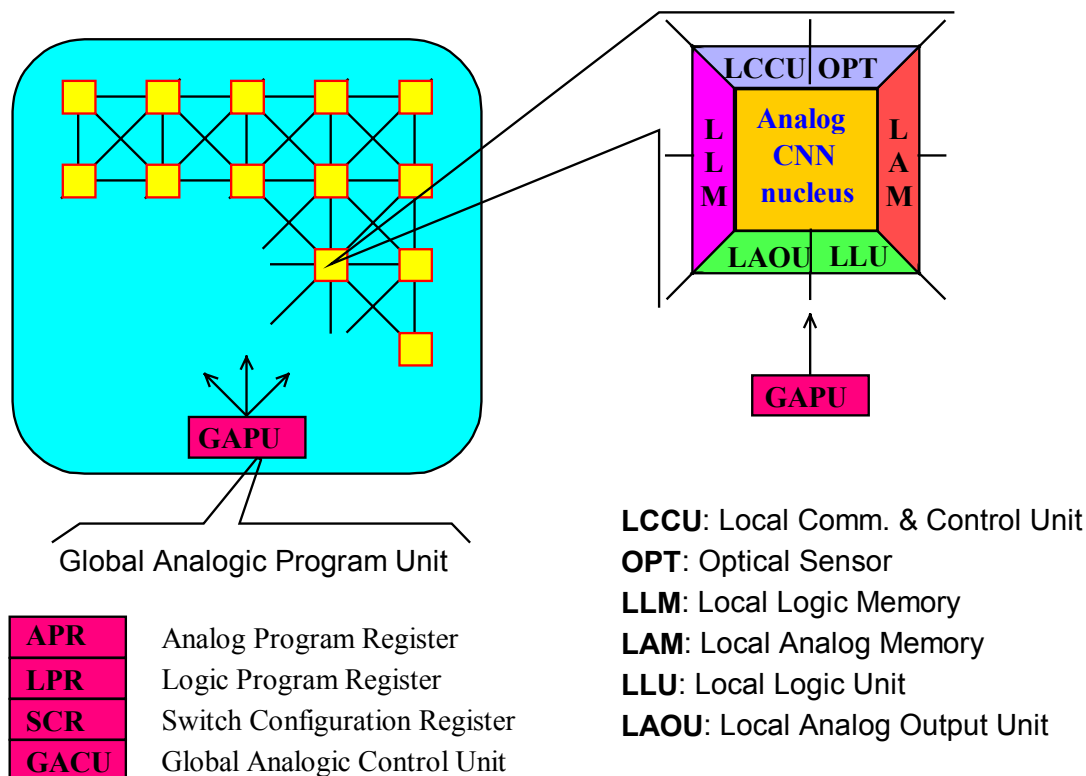 LCCU OPT
LLM
Analog
CNN
nucleus
LAM
LAOU LLU
GAPU
GAPU
Global Analogic Program Unit
APR Analog Program Register
LPR Logic Program Register
SCR Switch Configuration Register
GACU Global Analogic Control Unit
LCCU: Local Comm. & Control Unit
OPT: Optical Sensor
LLM: Local Logic Memory
LAM: Local Analog Memory
LLU: Local Logic Unit
LAOU: Local Analog Output Unit